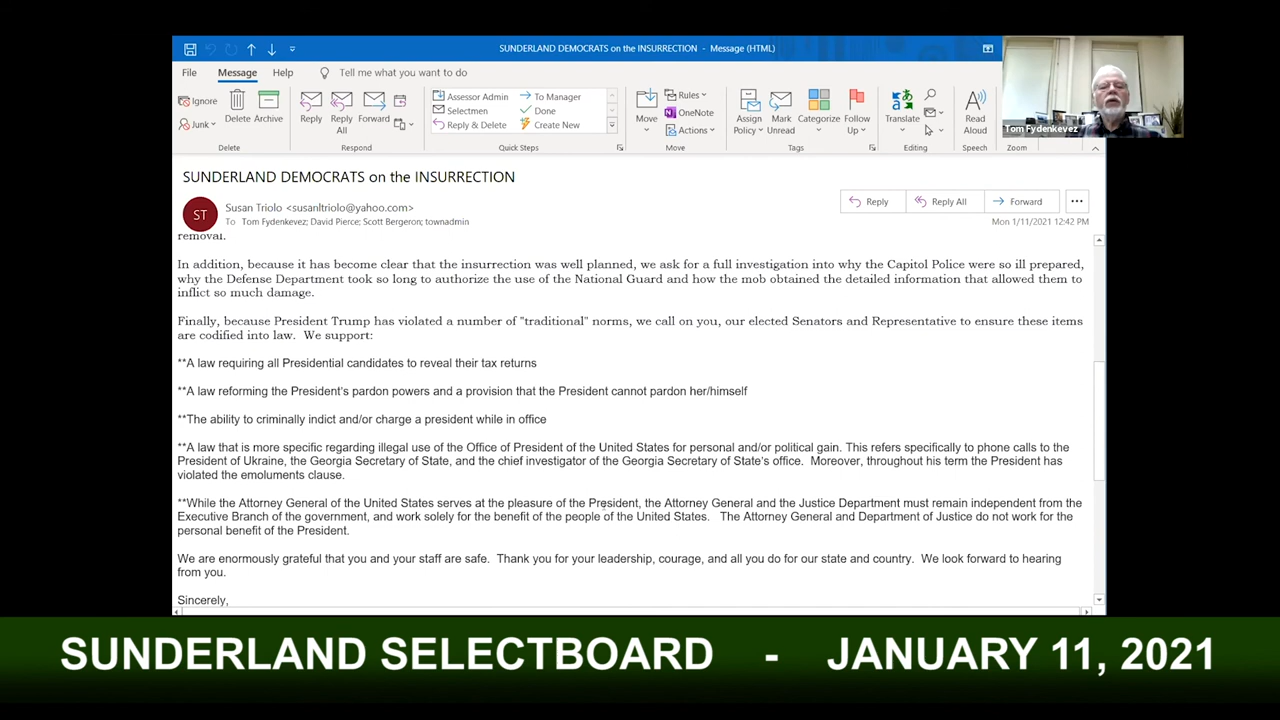 SUNDERLAND DEMOCRATS on the INSURRECTION - Message (HTML)
File Message Help Tell me what you want to do
Ignore
Junk
Delete
Archive
Delete
Reply
Reply All
Forward
Respond
Assessor Admin
Selectmen
Reply & Delete
To Manager
Done
Create New
Quick Steps
Move
Rules
OneNote
Actions
Move
Assign Policy
Mark Unread
Categorize
Follow Up
Tags
Translate
Editing
Read Aloud
Speech
Zoom
Tom Fydenkevez
SUNDERLAND DEMOCRATS on the INSURRECTION
ST
Susan Triolo <susanltriolo@yahoo.com>
To Tom Fydenkevez; David Pierce; Scott Bergeron; townadmin
Reply
Reply All
Forward
Mon 1/11/2021 12:42 PM
removal.
In addition, because it has become clear that the insurrection was well planned, we ask for a full investigation into why the Capitol Police were so ill prepared,
why the Defense Department took so long to authorize the use of the National Guard and how the mob obtained the detailed information that allowed them to
inflict so much damage.
Finally, because President Trump has violated a number of "traditional" norms, we call on you, our elected Senators and Representative to ensure these items
are codified into law. We support:
**A law requiring all Presidential candidates to reveal their tax returns
**A law reforming the President's pardon powers and a provision that the President cannot pardon her/himself
**The ability to criminally indict and/or charge a president while in office
**A law that is more specific regarding illegal use of the Office of President of the United States for personal and/or political gain. This refers specifically to phone calls to the
President of Ukraine, the Georgia Secretary of State, and the chief investigator of the Georgia Secretary of State's office. Moreover, throughout his term the President has
violated the emoluments clause.
**While the Attorney General of the United States serves at the pleasure of the President, the Attorney General and the Justice Department must remain independent from the
Executive Branch of the government, and work solely for the benefit of the people of the United States. The Attorney General and Department of Justice do not work for the
personal benefit of the President.
We are enormously grateful that you and your staff are safe. Thank you for your leadership, courage, and all you do for our state and country. We look forward to hearing
from you.
Sincerely,
SUNDERLAND SELECTBOARD - JANUARY 11, 2021